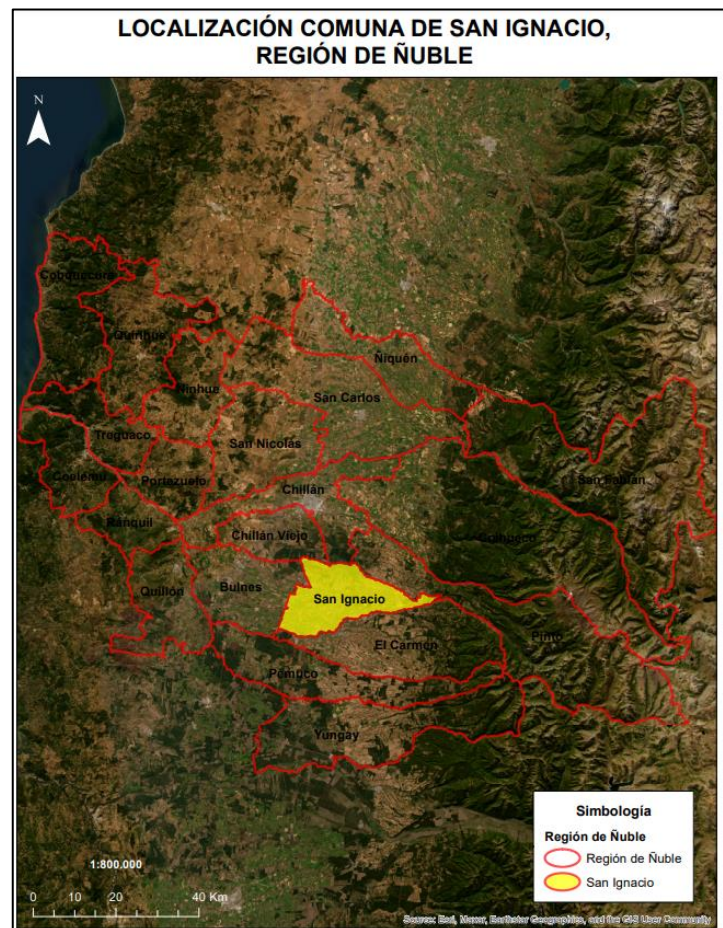 LOCALIZACIÓN COMUNA DE SAN IGNACIO,
REGIÓN DE ÑUBLE
N
Cobquecura
Quirihue
Ñiquén
Ninhue
San Carlos
Treguaco
San Nicolás
Coelemu
Portazuelo
San Fabián
Chillán
Ránquil
Chillán Viejo
Coihueco
Quillón
Bulnes
San Ignacio
El Carmen
Pinto
Pemuco
Yungay
Simbología
Región de Ñuble
Región de Ñuble
San Ignacio
1:800.000
0 10 20 40 Km
Source: Esri, Maxar, Earthstar Geographics, and the GIS User Community